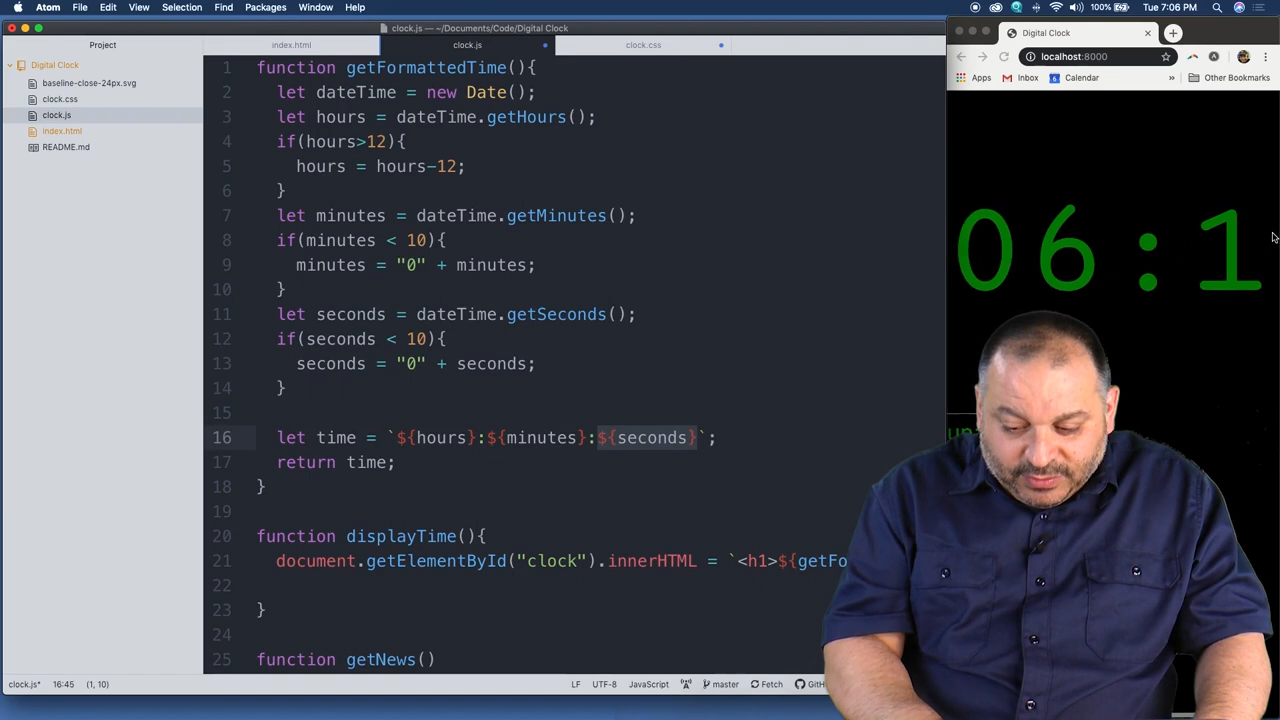 Atom File Edit View Selection Find Packages Window Help
100% Tue 7:06 PM
clock.js — ~/Documents/Code/Digital Clock
Project
index.html
clock.js
clock.css
Digital Clock
baseline-close-24px.svg
clock.css
clock.js
index.html
README.md
1 function getFormattedTime(){
2 let dateTime = new Date();
3 let hours = dateTime.getHours();
4 if(hours>12){
5 hours = hours-12;
6 }
7 let minutes = dateTime.getMinutes();
8 if(minutes < 10){
9 minutes = "0" + minutes;
10 }
11 let seconds = dateTime.getSeconds();
12 if(seconds < 10){
13 seconds = "0" + seconds;
14 }
15
16 let time = `${hours}:${minutes}:${seconds}`;
17 return time;
18 }
19
20 function displayTime(){
21 document.getElementById("clock").innerHTML = `<h1>${getFo
22
23 }
24
25 function getNews()
clock.js* 16:45 (1, 10)
LF UTF-8 JavaScript master Fetch GitH
Digital Clock
localhost:8000
Apps Inbox 6 Calendar » Other Bookmarks
06:1